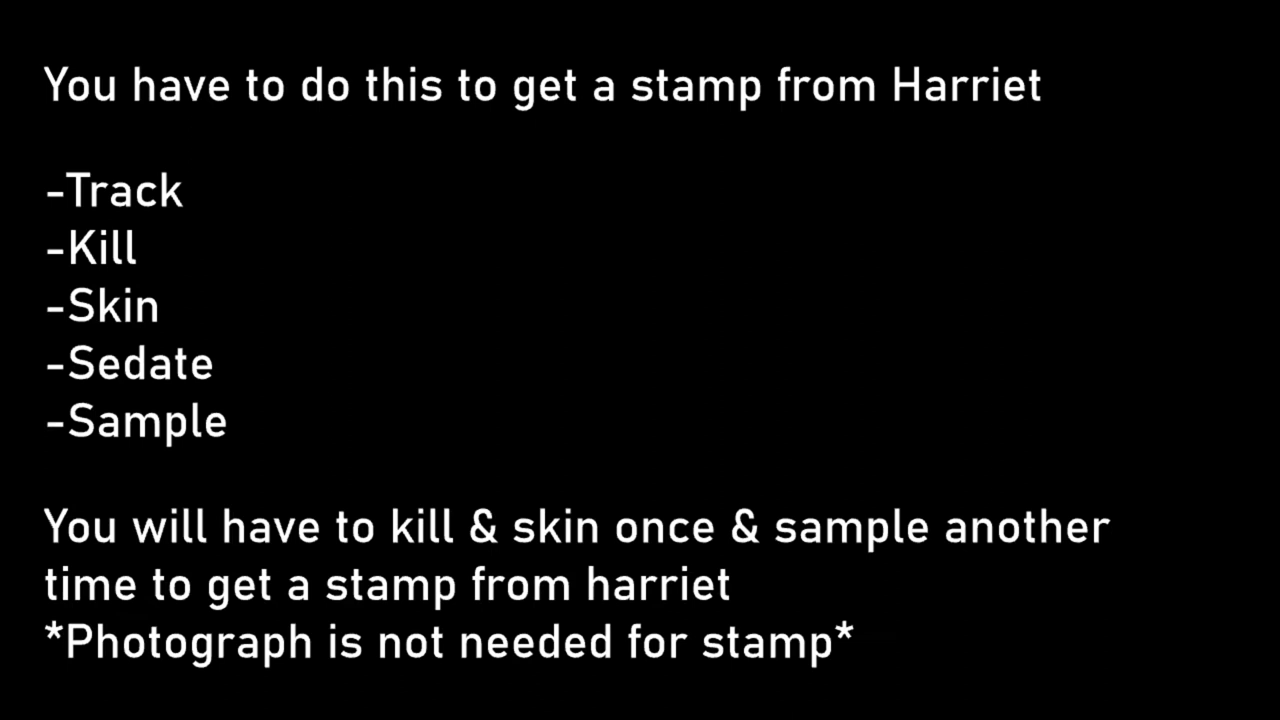 You have to do this to get a stamp from Harriet
-Track
-Kill
-Skin
-Sedate
-Sample
You will have to kill & skin once & sample another
time to get a stamp from harriet
*Photograph is not needed for stamp*